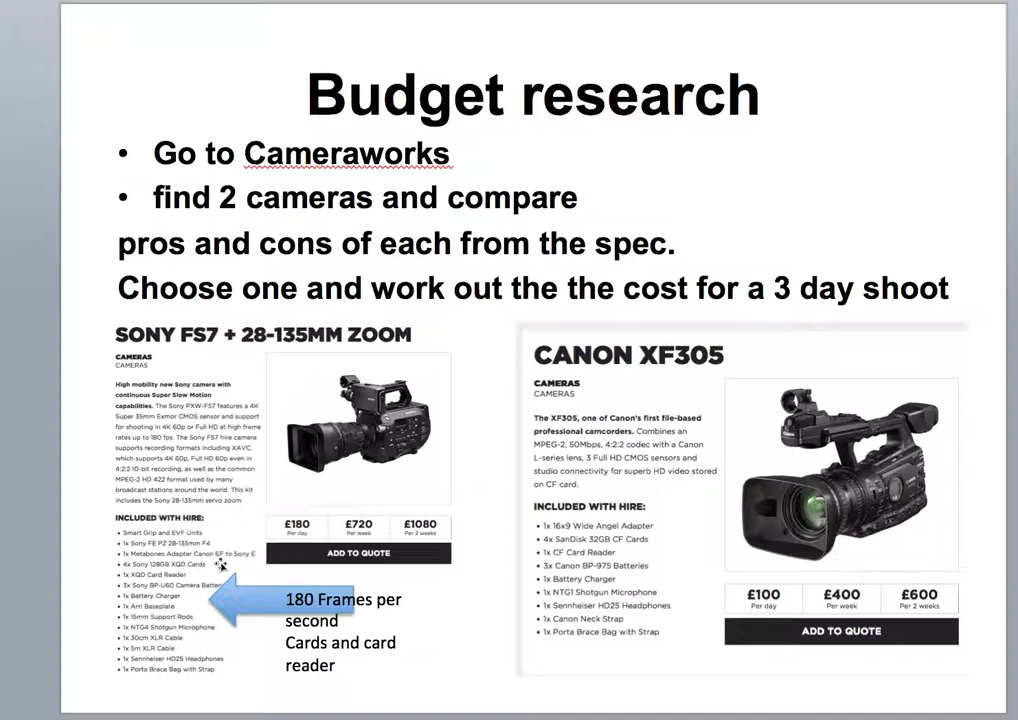 Budget research
• Go to Cameraworks
• find 2 cameras and compare
pros and cons of each from the spec.
Choose one and work out the the cost for a 3 day shoot
SONY FS7 + 28-135MM ZOOM
CAMERAS
CAMERAS
High mobility new Sony camera with
continuous Super Slow Motion
capabilities. The Sony PXW-FS7 features a 4K
Super 35mm Exmor CMOS sensor and support
for shooting in 4K 60p or Full HD at high frame
rates up to 180 fps. The Sony FS7 hire camera
supports recording formats including XAVC,
which supports 4K 60p, Full HD 60p even in
4:2:2 10-bit recording, as well as the common
MPEG-2 HD 422 format used by many
broadcast stations around the world. This kit
includes the Sony 28-135mm servo zoom
INCLUDED WITH HIRE:
• Smart Grip and EVF Units
• 1x Sony FE PZ 28-135mm F4
• 1x Metabones Adapter Canon EF to Sony E
• 4x Sony 128GB XQD Cards
• 1x XQD Card Reader
• 3x Sony BP-U60 Camera Batter
• 1x Battery Charger
• 1x Arri Baseplate
• 1x 15mm Support Rods
• 1x NTG4 Shotgun Microphone
• 1x 30cm XLR Cable
• 1x 5m XLR Cable
• 1x Sennheiser HD25 Headphones
• 1x Porta Brace Bag with Strap
£180 £720 £1080
Per day Per week Per 2 weeks
ADD TO QUOTE
180 Frames per
second
Cards and card
reader
CANON XF305
CAMERAS
CAMERAS
The XF305, one of Canon's first file-based
professional camcorders. Combines an
MPEG-2, 50Mbps, 4:2:2 codec with a Canon
L-series lens, 3 Full HD CMOS sensors and
studio connectivity for superb HD video stored
on CF card.
INCLUDED WITH HIRE:
• 1x 16x9 Wide Angel Adapter
• 4x SanDisk 32GB CF Cards
• 1x CF Card Reader
• 3x Canon BP-975 Batteries
• 1x Battery Charger
• 1x NTG1 Shotgun Microphone
• 1x Sennheiser HD25 Headphones
• 1x Canon Neck Strap
• 1x Porta Brace Bag with Strap
£100 £400 £600
Per day Per week Per 2 weeks
ADD TO QUOTE